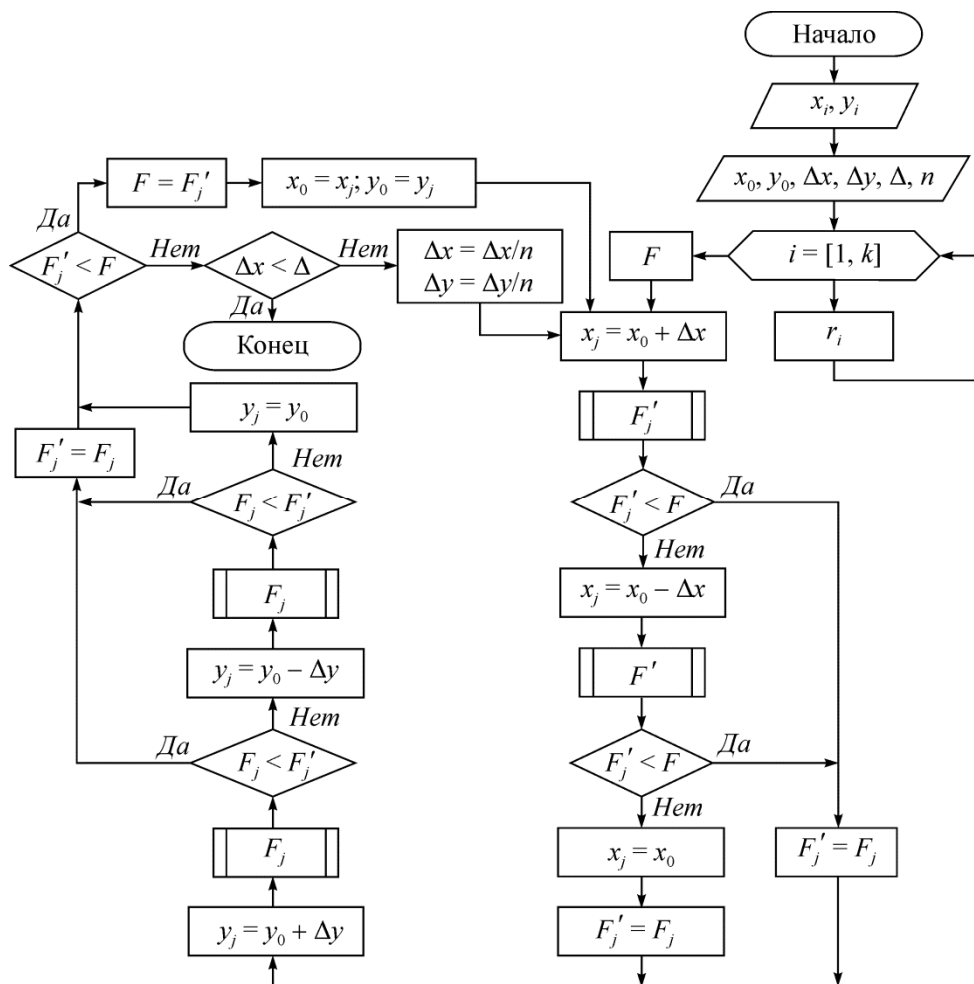 Начало
x_i, y_i
x_0, y_0, Δx, Δy, Δ, n
i = [1, k]
r_i
F
x_j = x_0 + Δx
F_j'
F_j' < F
Да
Нет
x_j = x_0 – Δx
F'
F_j' < F
Да
Нет
x_j = x_0
F_j' = F_j
F_j' = F_j
y_j = y_0 + Δy
F_j
F_j < F_j'
Да
Нет
y_j = y_0 – Δy
F_j
F_j < F_j'
Да
Нет
y_j = y_0
F_j' = F_j
F_j' < F
Да
Нет
F = F_j'
x_0 = x_j; y_0 = y_j
Δx < Δ
Нет
Да
Δx = Δx/n
Δy = Δy/n
Конец